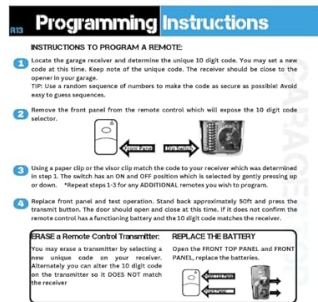 R13 Programming Instructions
INSTRUCTIONS TO PROGRAM A REMOTE:
1 Locate the garage receiver and determine the unique 10 digit code. You may set a new
code at this time. Keep note of the unique code. The receiver should be close to the
opener in your garage.
TIP: Use a random sequence of numbers to make the code as secure as possible! Avoid
easy to guess sequences.
2 Remove the front panel from the remote control which will expose the 10 digit code
selector.
3 Using a paper clip or the visor clip match the code to your receiver which was determined
in step 1. The switch has an ON and OFF position which is selected by gently pressing up
or down. *Repeat steps 1-3 for any ADDITIONAL remotes you wish to program.
4 Replace front panel and test operation. Stand back approximately 50ft and press the
transmit button. The door should open and close at this time. If it does not confirm the
remote control has a functioning battery and the 10 digit code matches the receiver.
ERASE a Remote Control Transmitter.
You may erase a transmitter by selecting a
new unique code on your receiver.
Alternately you can alter the 10 digit code
on the transmitter so it DOES NOT match
the receiver
REPLACE THE BATTERY
Open the FRONT TOP PANEL and FRONT
PANEL, replace the batteries.